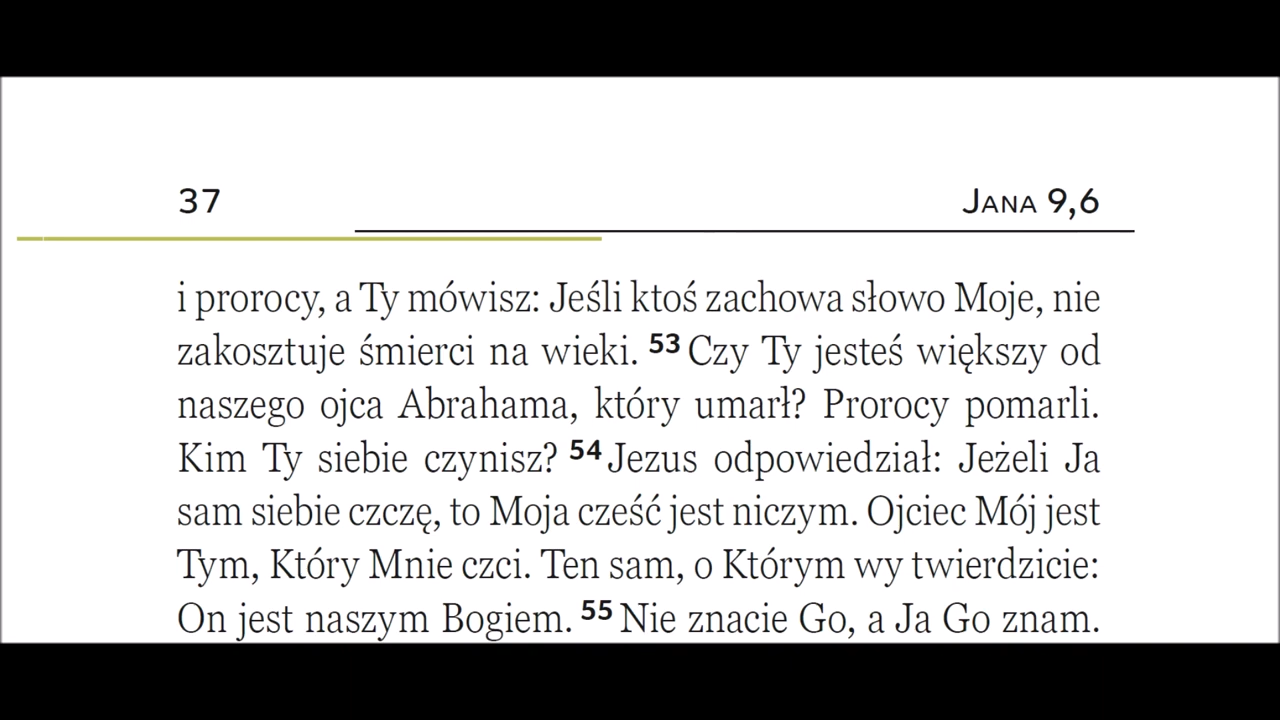 37 Jana 9,6
i prorocy, a Ty mówisz: Jeśli ktoś zachowa słowo Moje, nie
zakosztuje śmierci na wieki. 53 Czy Ty jesteś większy od
naszego ojca Abrahama, który umarł? Prorocy pomarli.
Kim Ty siebie czynisz? 54 Jezus odpowiedział: Jeżeli Ja
sam siebie czczę, to Moja cześć jest niczym. Ojciec Mój jest
Tym, Który Mnie czci. Ten sam, o Którym wy twierdzicie:
On jest naszym Bogiem. 55 Nie znacie Go, a Ja Go znam.